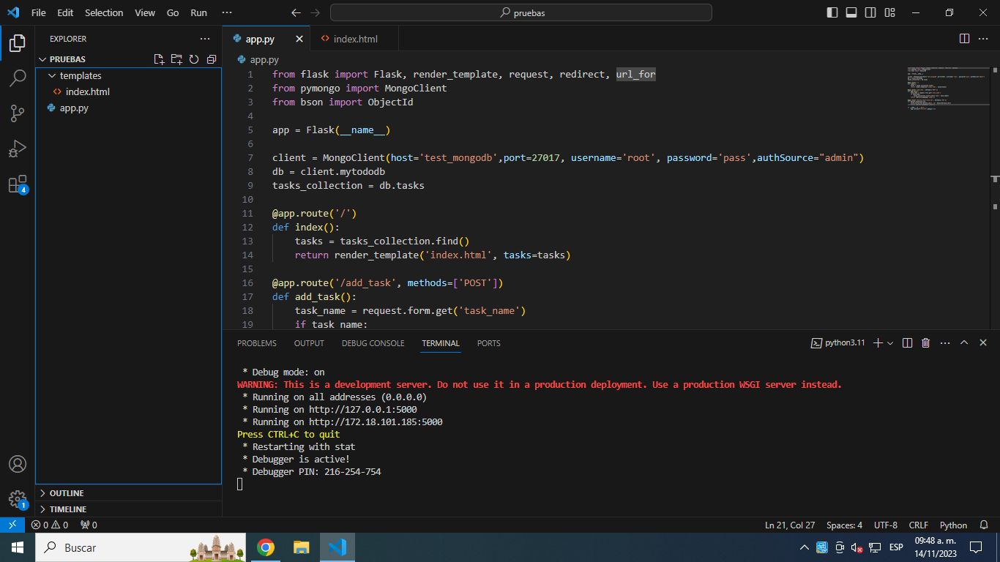 File Edit Selection View Go Run ···
pruebas
EXPLORER
PRUEBAS
templates
index.html
app.py
4
1
OUTLINE
TIMELINE
app.py index.html
app.py
1 from flask import Flask, render_template, request, redirect, url_for
2 from pymongo import MongoClient
3 from bson import ObjectId
4
5 app = Flask(__name__)
6
7 client = MongoClient(host='test_mongodb',port=27017, username='root', password='pass',authSource="admin")
8 db = client.mytododb
9 tasks_collection = db.tasks
10
11 @app.route('/')
12 def index():
13 tasks = tasks_collection.find()
14 return render_template('index.html', tasks=tasks)
15
16 @app.route('/add_task', methods=['POST'])
17 def add_task():
18 task_name = request.form.get('task_name')
19 if task_name:
PROBLEMS OUTPUT DEBUG CONSOLE TERMINAL PORTS
python3.11
* Debug mode: on
WARNING: This is a development server. Do not use it in a production deployment. Use a production WSGI server instead.
* Running on all addresses (0.0.0.0)
* Running on http://127.0.0.1:5000
* Running on http://172.18.101.185:5000
Press CTRL+C to quit
* Restarting with stat
* Debugger is active!
* Debugger PIN: 216-254-754
0 0 0
Ln 21, Col 27 Spaces: 4 UTF-8 CRLF Python
Buscar
ESP
09:48 a. m.
14/11/2023